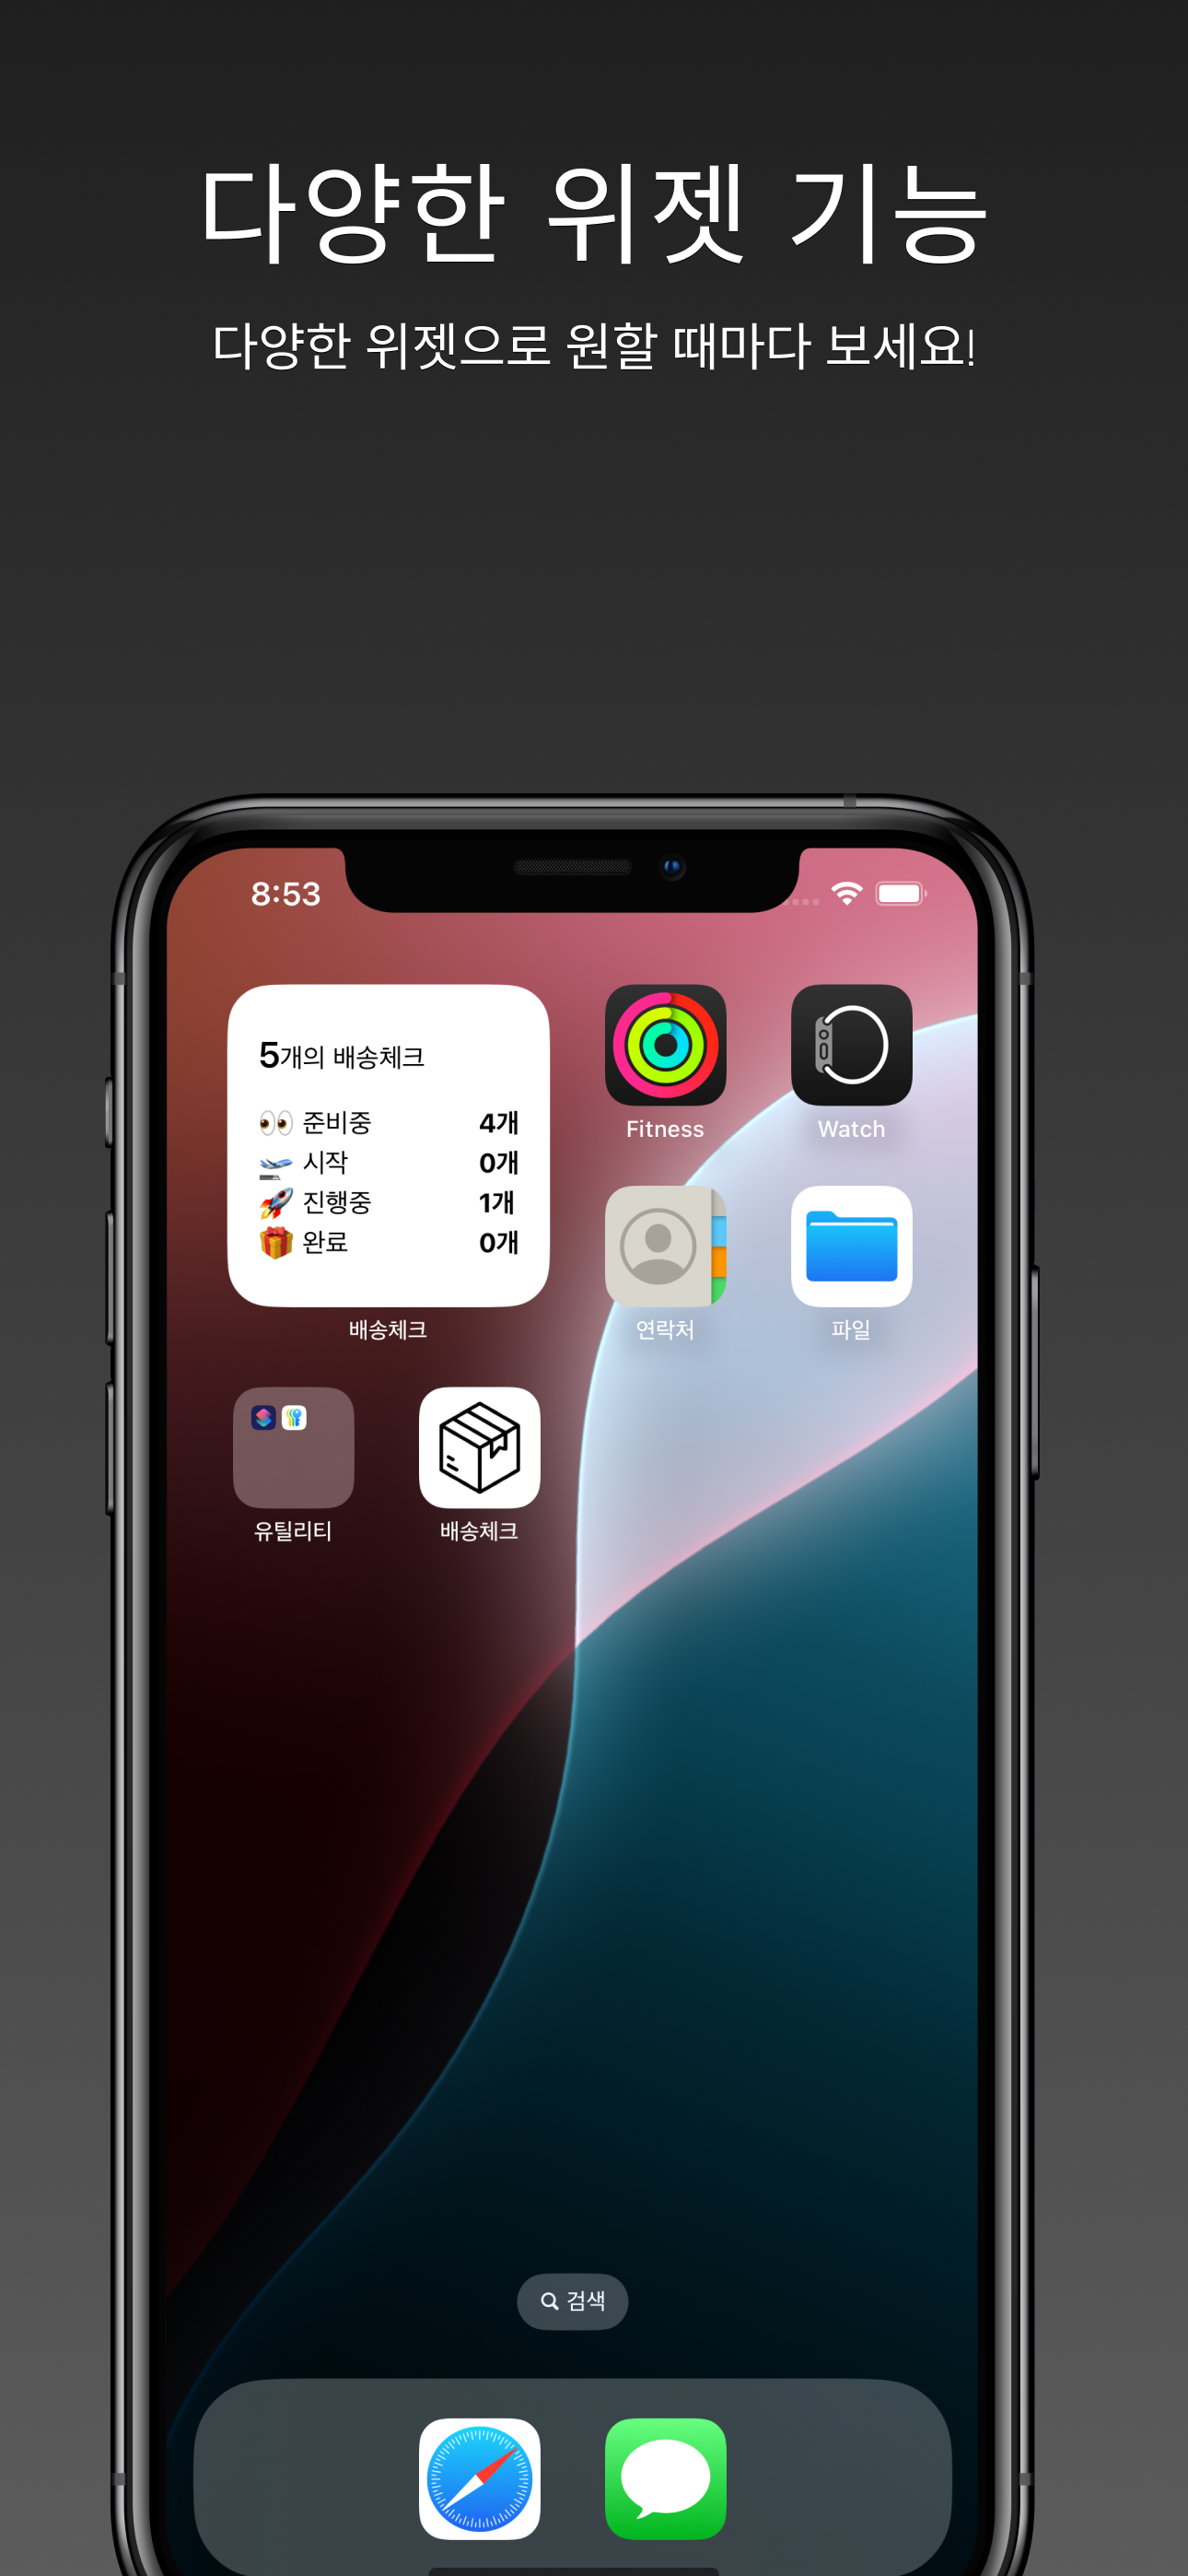 다양한 위젯 기능
다양한 위젯으로 원할 때마다 보세요!
8:53
5개의 배송체크
👀 준비중 4개
🛫 시작 0개
🚀 진행중 1개
🎁 완료 0개
배송체크
Fitness
Watch
연락처
파일
유틸리티
배송체크
검색